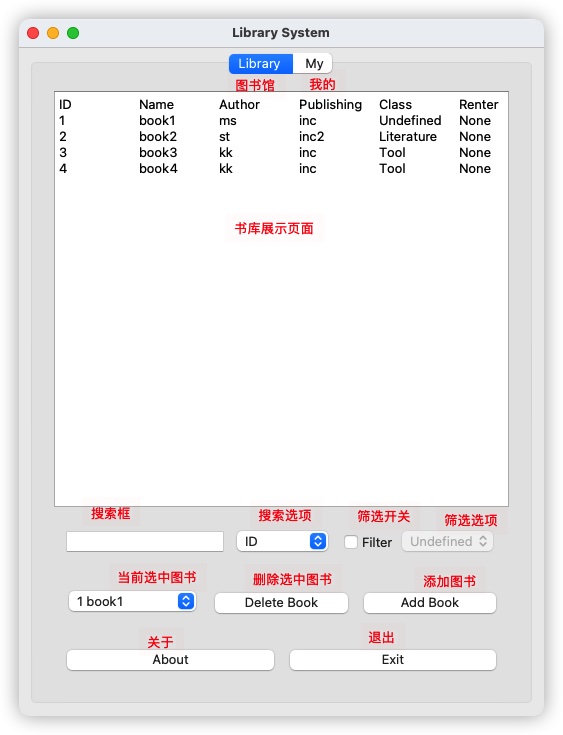 Library System
Library My
图书馆 我的
ID Name Author Publishing Class Renter
1 book1 ms inc Undefined None
2 book2 st inc2 Literature None
3 book3 kk inc Tool None
4 book4 kk inc Tool None
书库展示页面
搜索框 搜索选项 筛选开关 筛选选项
ID Filter Undefined
当前选中图书 删除选中图书 添加图书
1 book1 Delete Book Add Book
关于 退出
About Exit